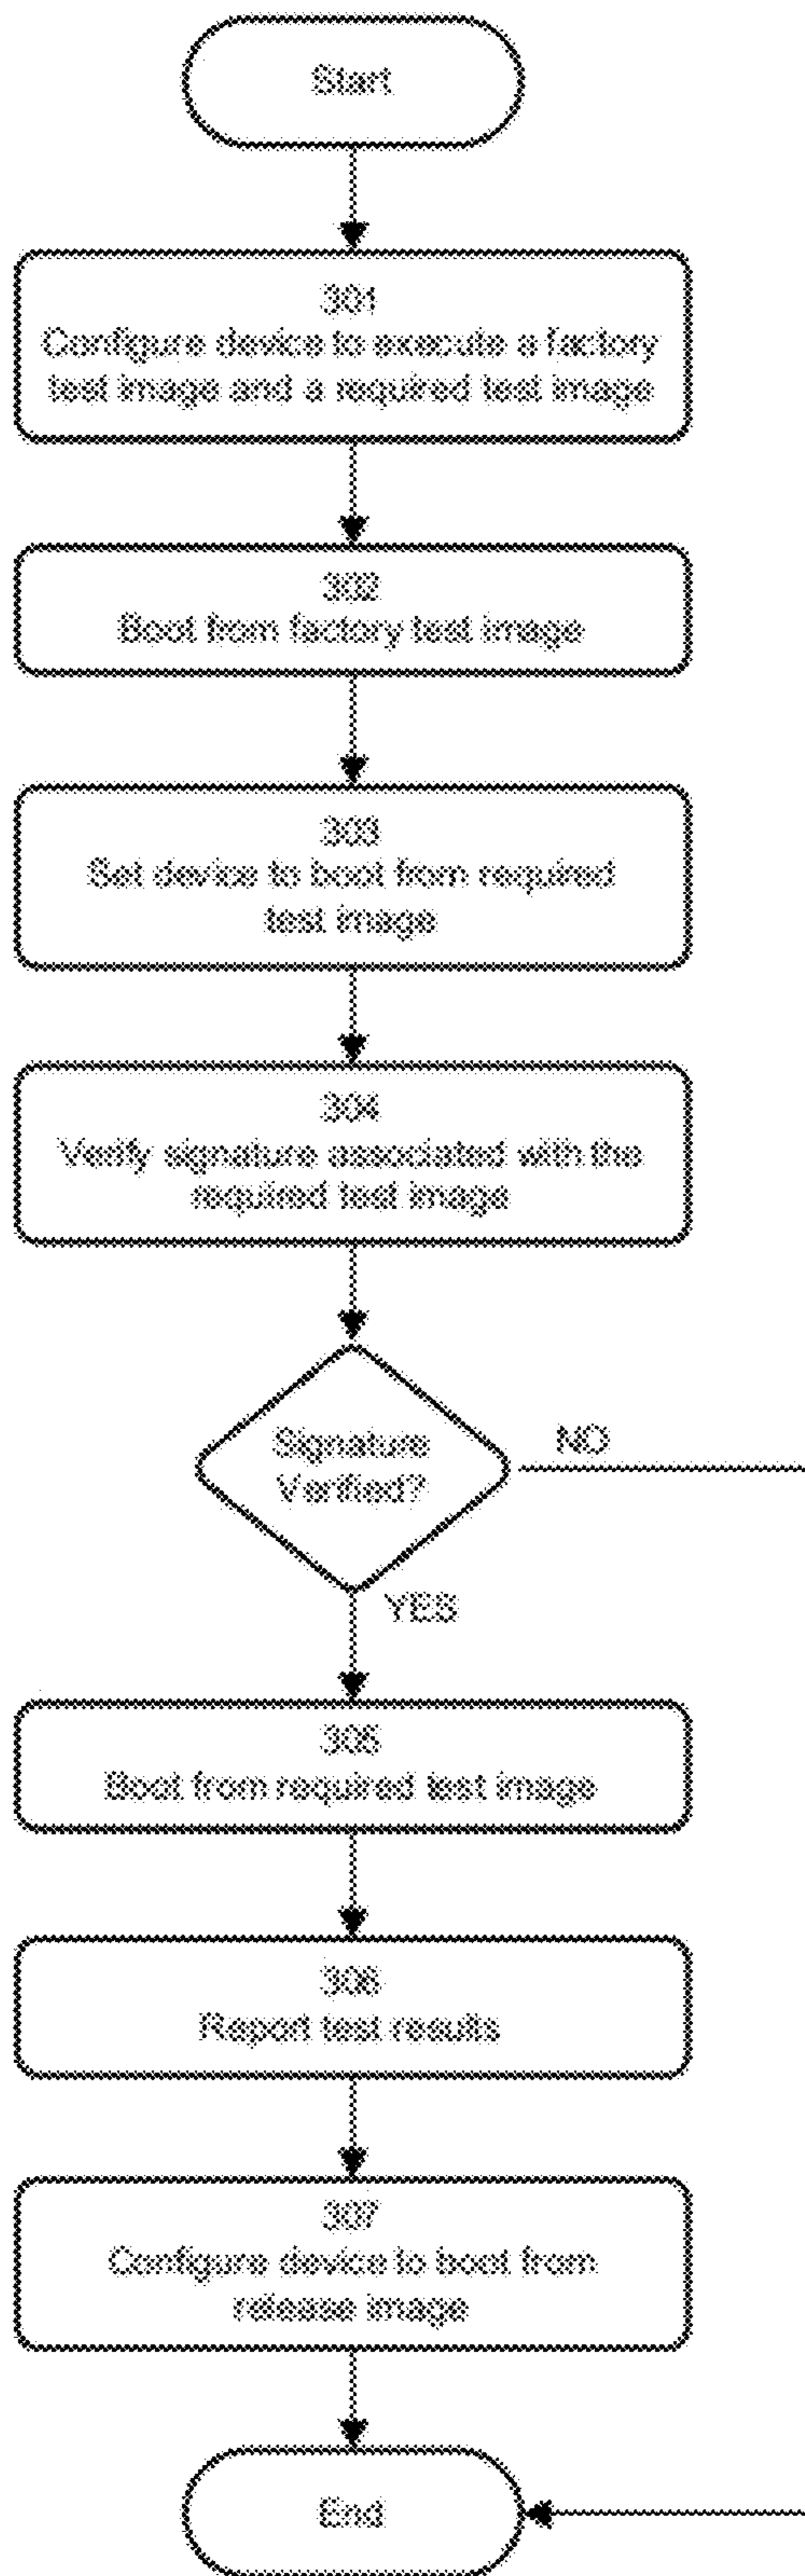 Start
301
Configure device to execute a factory
test image and a required test image
302
Boot from factory test image
303
Set device to boot from required
test image
304
Verify signature associated with the
required test image
Signature
Verified?
NO
YES
305
Boot from required test image
306
Report test results
307
Configure device to boot from
release image
End